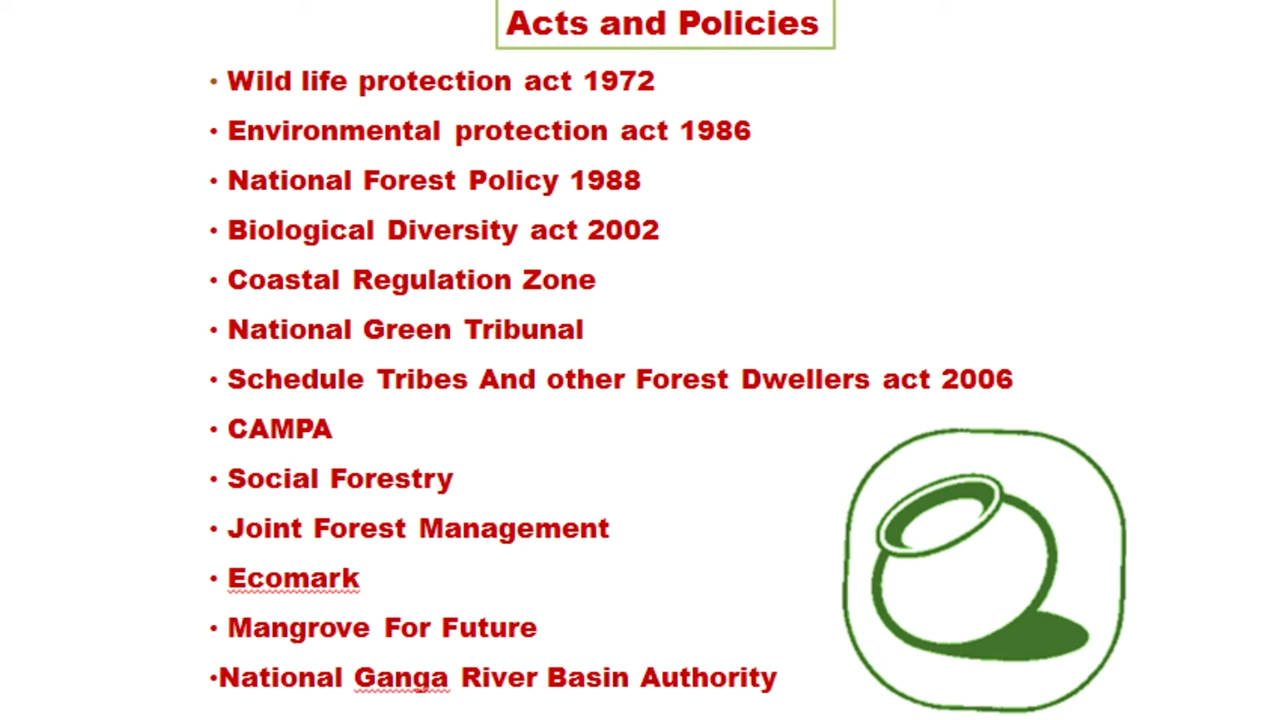 Acts and Policies
• Wild life protection act 1972
• Environmental protection act 1986
• National Forest Policy 1988
• Biological Diversity act 2002
• Coastal Regulation Zone
• National Green Tribunal
• Schedule Tribes And other Forest Dwellers act 2006
• CAMPA
• Social Forestry
• Joint Forest Management
• Ecomark
• Mangrove For Future
•National Ganga River Basin Authority